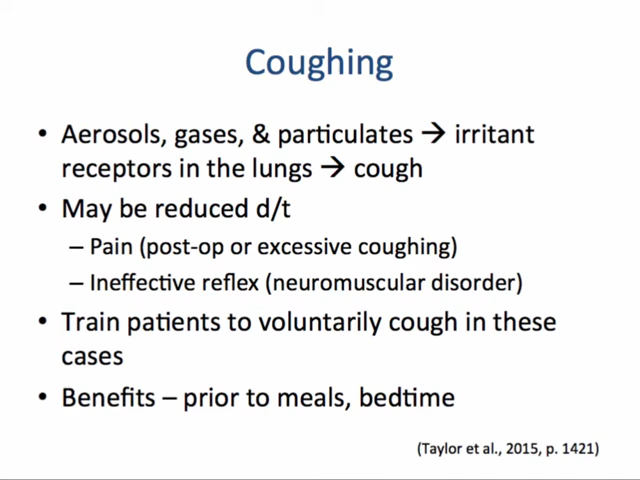 Coughing
• Aerosols, gases, & particulates → irritant
receptors in the lungs → cough
• May be reduced d/t
– Pain (post-op or excessive coughing)
– Ineffective reflex (neuromuscular disorder)
• Train patients to voluntarily cough in these
cases
• Benefits – prior to meals, bedtime
(Taylor et al., 2015, p. 1421)